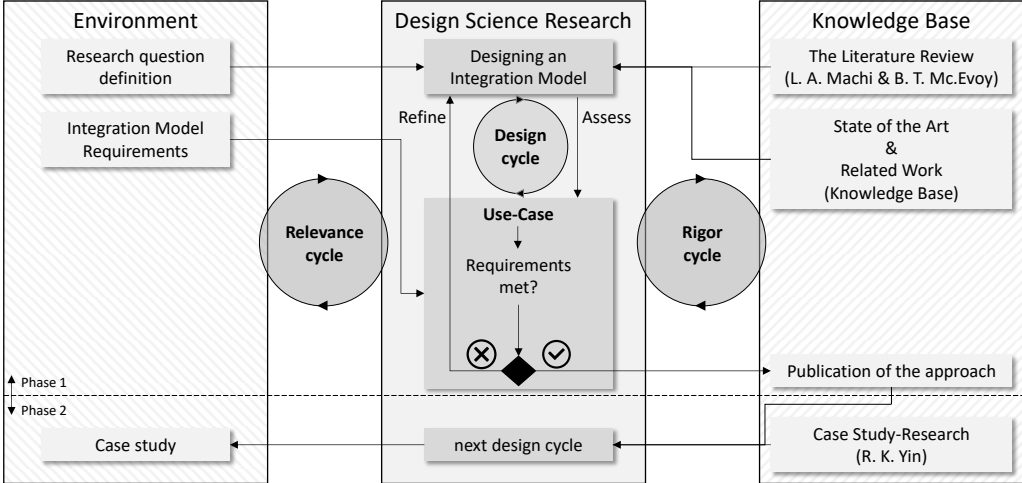 Environment
Research question
definition
Integration Model
Requirements
Relevance
cycle
Phase 1
Phase 2
Case study
Design Science Research
Designing an
Integration Model
Refine
Assess
Design
cycle
Use-Case
Requirements
met?
next design cycle
Rigor
cycle
Knowledge Base
The Literature Review
(L. A. Machi & B. T. Mc.Evoy)
State of the Art
&
Related Work
(Knowledge Base)
Publication of the approach
Case Study-Research
(R. K. Yin)